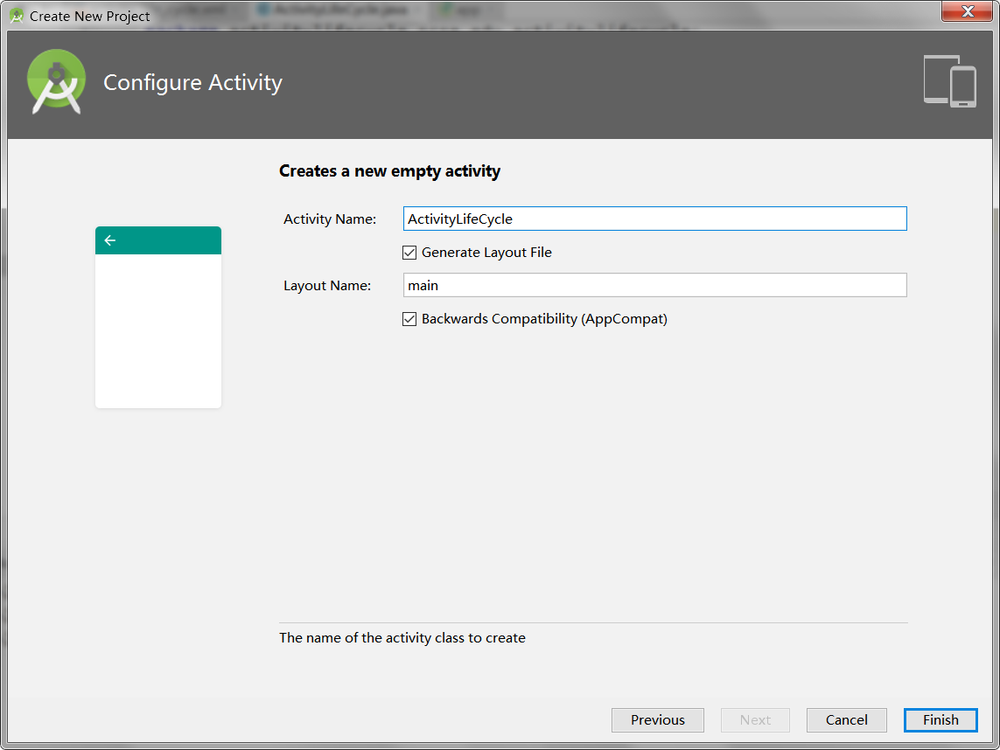 Create New Project
Configure Activity
Creates a new empty activity
Activity Name: ActivityLifeCycle
Generate Layout File
Layout Name: main
Backwards Compatibility (AppCompat)
The name of the activity class to create
Previous Next Cancel Finish